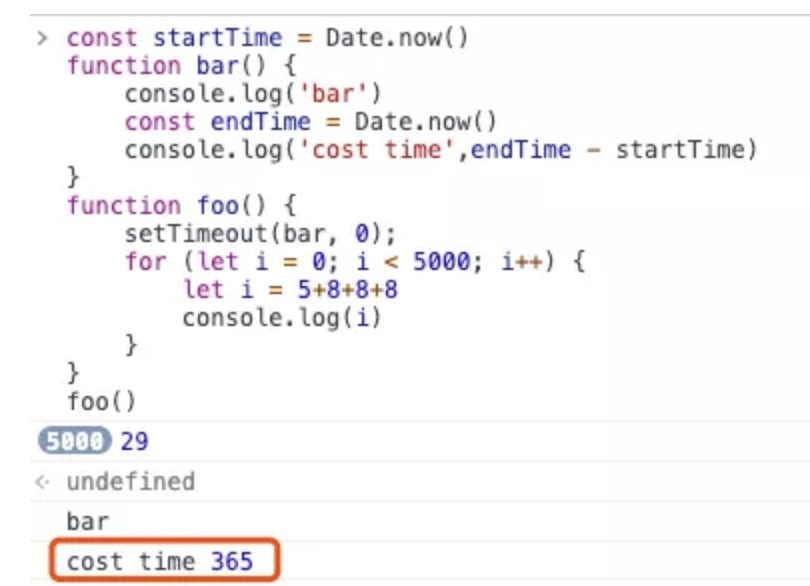 > const startTime = Date.now()
function bar() {
    console.log('bar')
    const endTime = Date.now()
    console.log('cost time',endTime - startTime)
}
function foo() {
    setTimeout(bar, 0);
    for (let i = 0; i < 5000; i++) {
        let i = 5+8+8+8
        console.log(i)
    }
}
foo()
5000 29
undefined
bar
cost time 365